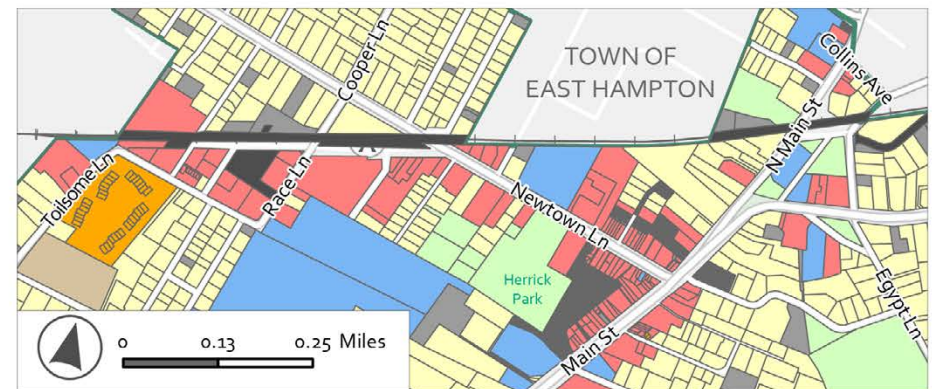 TOWN OF
EAST HAMPTON
Collins Ave
Cooper Ln
N Main St
Toilsome Ln
Race Ln
Newtown Ln
Herrick
Park
Egypt Ln
Main St
0 0.13 0.25 Miles